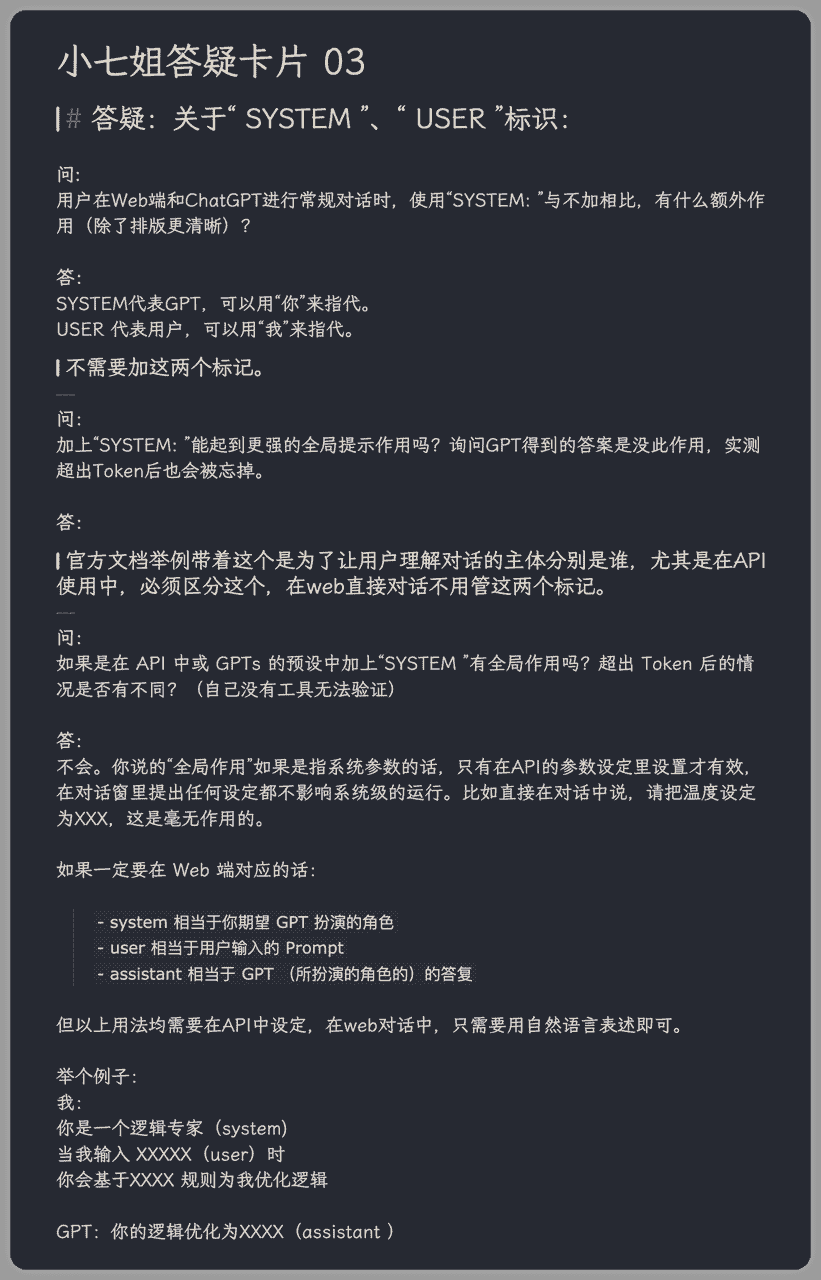 小七姐答疑卡片 03
# 答疑：关于“ SYSTEM ”、“ USER ”标识：
问：
用户在Web端和ChatGPT进行常规对话时，使用“SYSTEM: ”与不加相比，有什么额外作
用（除了排版更清晰）？
答：
SYSTEM代表GPT，可以用“你”来指代。
USER 代表用户，可以用“我”来指代。
不需要加这两个标记。
—
问：
加上“SYSTEM: ”能起到更强的全局提示作用吗？询问GPT得到的答案是没此作用，实测
超出Token后也会被忘掉。
答：
官方文档举例带着这个是为了让用户理解对话的主体分别是谁，尤其是在API
使用中，必须区分这个，在web直接对话不用管这两个标记。
—
问：
如果是在 API 中或 GPTs 的预设中加上“SYSTEM ”有全局作用吗？超出 Token 后的情
况是否有不同？（自己没有工具无法验证）
答：
不会。你说的“全局作用”如果是指系统参数的话，只有在API的参数设定里设置才有效，
在对话窗里提出任何设定都不影响系统级的运行。比如直接在对话中说，请把温度设定
为XXX，这是毫无作用的。
如果一定要在 Web 端对应的话：
- system 相当于你期望 GPT 扮演的角色
- user 相当于用户输入的 Prompt
- assistant 相当于 GPT （所扮演的角色的）的答复
但以上用法均需要在API中设定，在web对话中，只需要用自然语言表述即可。
举个例子：
我：
你是一个逻辑专家（system)
当我输入 XXXXX（user）时
你会基于XXXX 规则为我优化逻辑
GPT：你的逻辑优化为XXXX（assistant ）